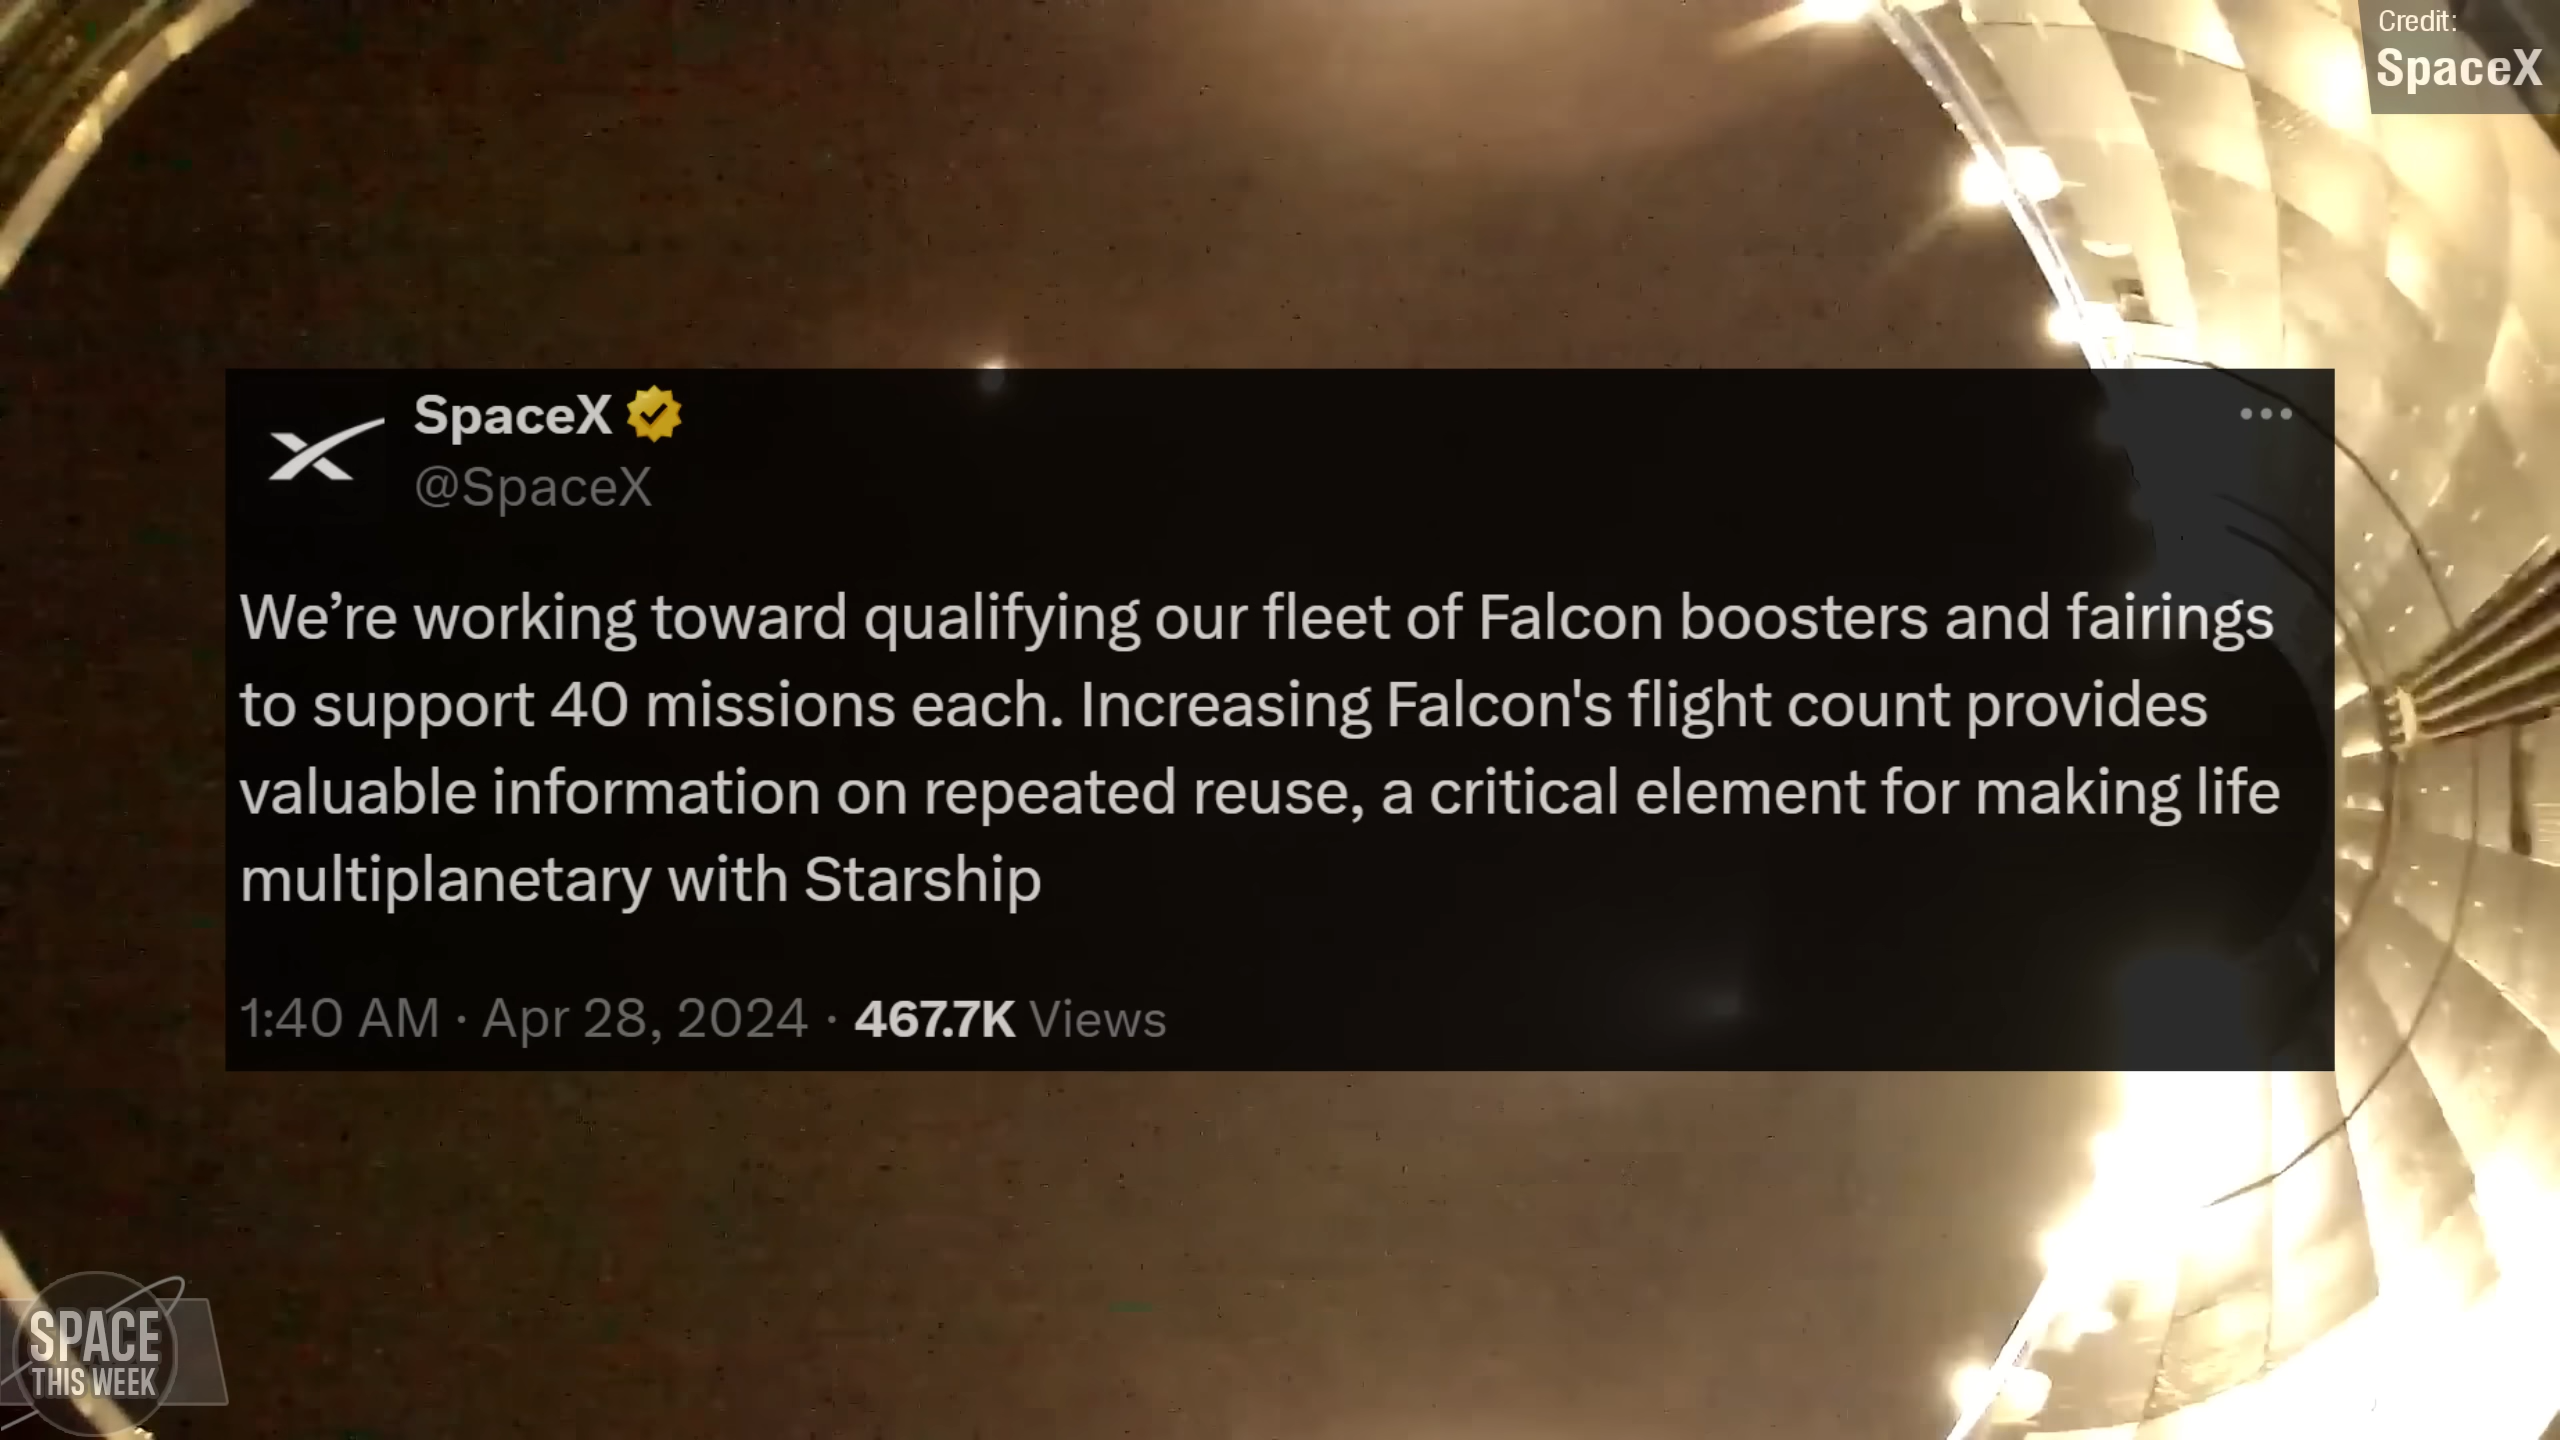 Credit:
SpaceX
SpaceX
@SpaceX
We’re working toward qualifying our fleet of Falcon boosters and fairings
to support 40 missions each. Increasing Falcon's flight count provides
valuable information on repeated reuse, a critical element for making life
multiplanetary with Starship
1:40 AM · Apr 28, 2024 · 467.7K Views
SPACE
THIS WEEK